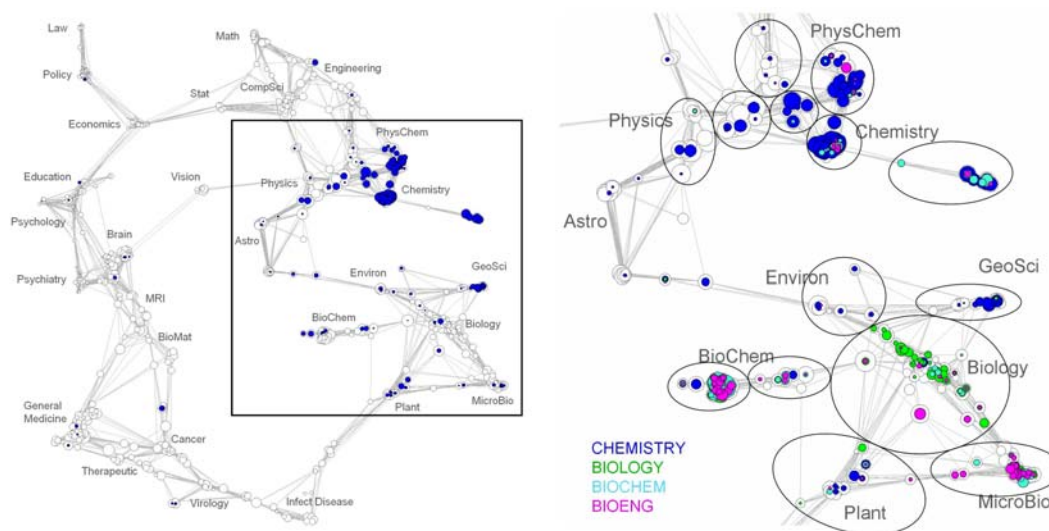 Law
Math
Policy
Engineering
Stat
CompSci
Economics
PhysChem
Education
Vision
Physics
Chemistry
Psychology
Brain
Astro
Psychiatry
Environ
GeoSci
MRI
BioChem
Biology
BioMat
General
Medicine
Plant
MicroBio
Cancer
Therapeutic
Virology
Infect Disease
PhysChem
Physics
Chemistry
Astro
Environ
GeoSci
BioChem
Biology
CHEMISTRY
BIOLOGY
BIOCHEM
BIOENG
Plant
MicroBio